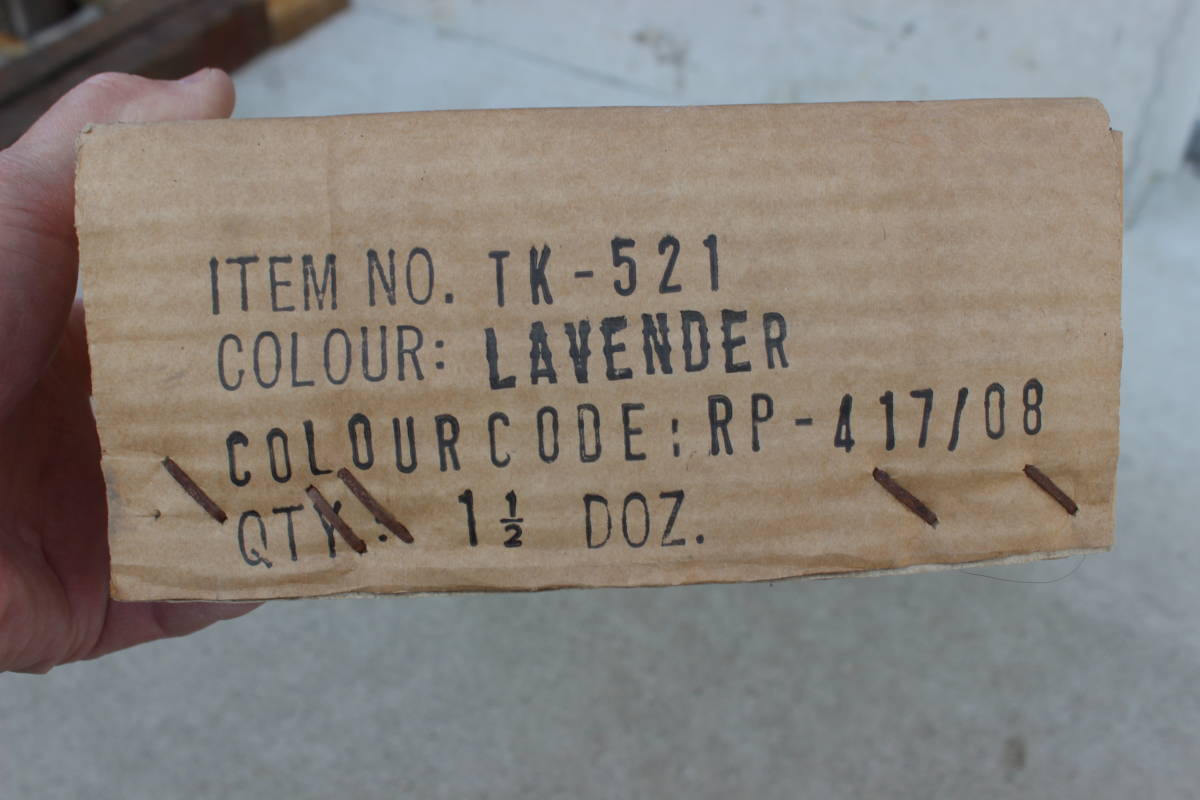 ITEM NO. TK-521
COLOUR: LAVENDER
COLOURCODE: RP-417/08
QTY.: 1½ DOZ.